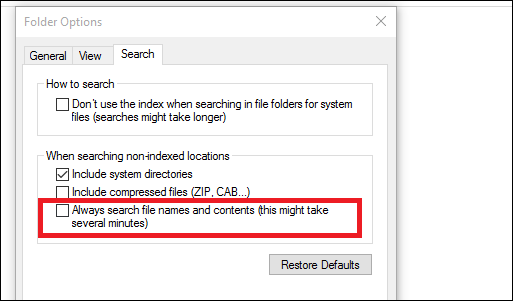 Folder Options
General View Search
How to search
Don't use the index when searching in file folders for system
files (searches might take longer)
When searching non-indexed locations
Include system directories
Include compressed files (ZIP, CAB...)
Always search file names and contents (this might take
several minutes)
Restore Defaults